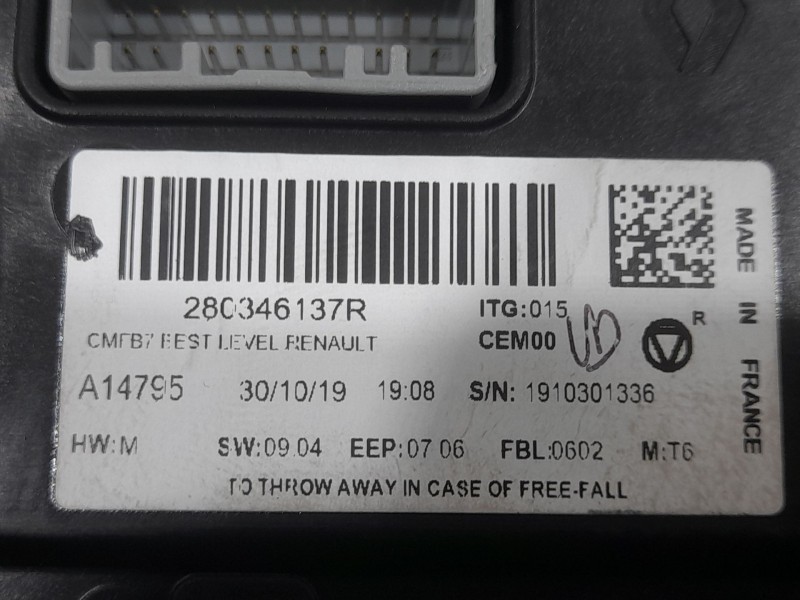 280346137R
ITG:015
CMFB7 BEST LEVEL RENAULT
CEM00
R
A14795 30/10/19 19:08 S/N: 1910301336
HW:M SW:09.04 EEP:07.06 FBL:0602 M:T6
TO THROW AWAY IN CASE OF FREE-FALL
MADE IN FRANCE